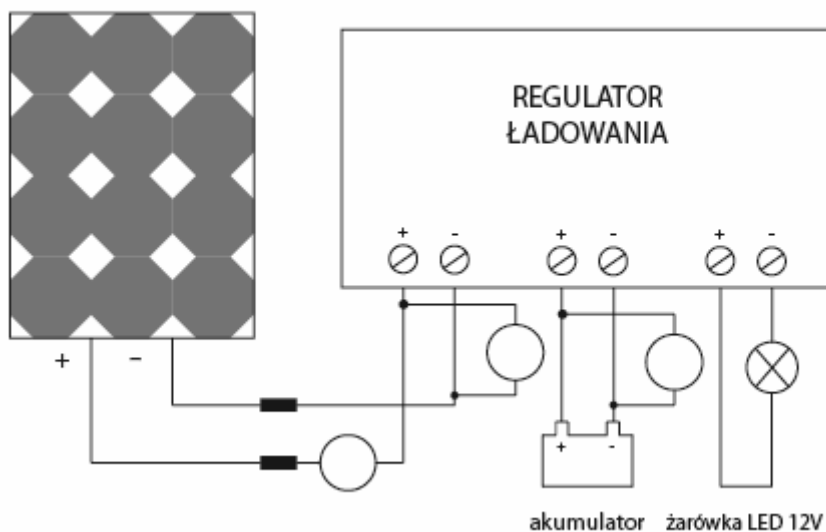 REGULATOR
ŁADOWANIA
+ - + - + -
+ –
+ -
akumulator żarówka LED 12V